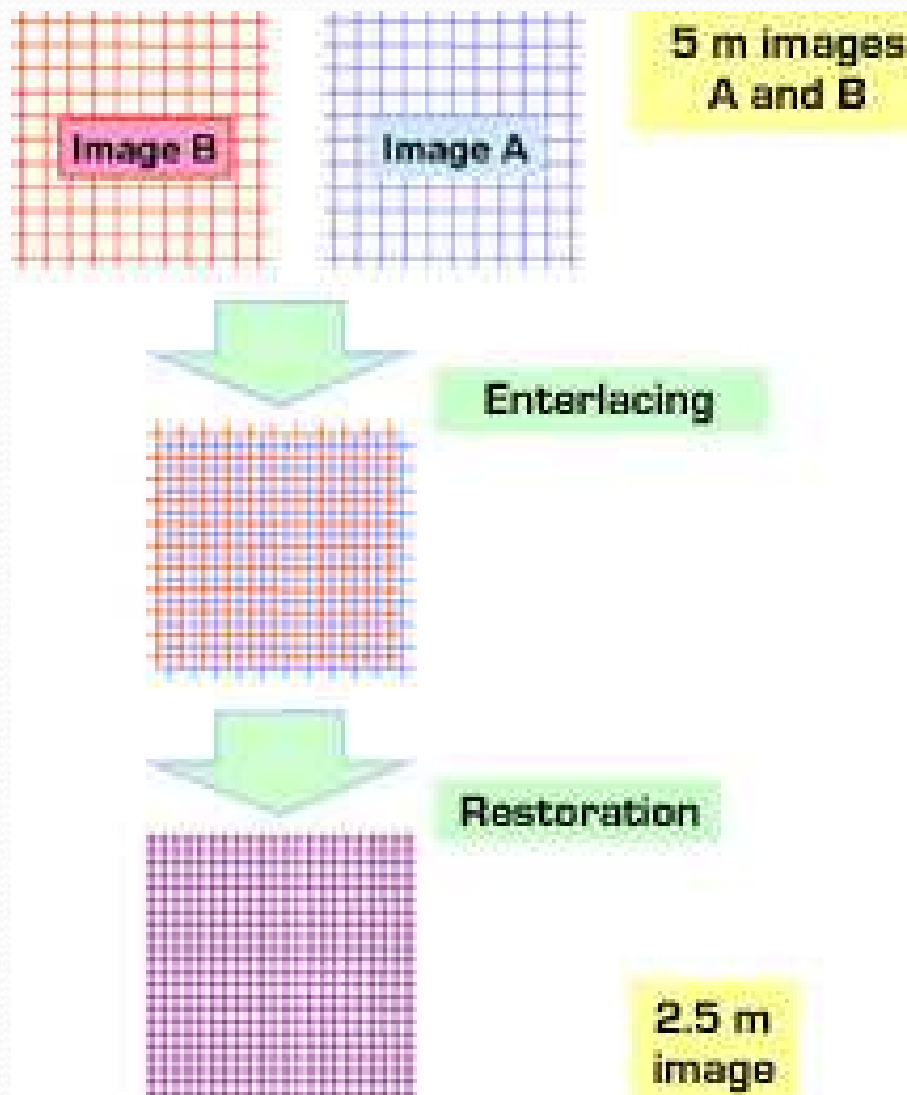 5 m images
A and B
Image B
Image A
Enterlacing
Restoration
2.5 m
image